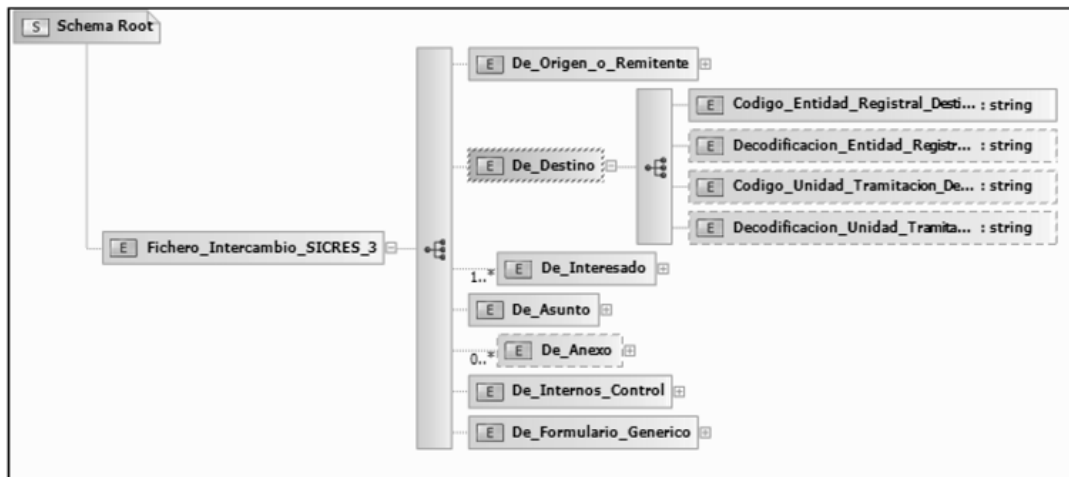 S Schema Root
E De_Origen_o_Remitente
E Codigo_Entidad_Registral_Desti... : string
E Decodificacion_Entidad_Registr... : string
E De_Destino
E Codigo_Unidad_Tramitacion_De... : string
E Decodificacion_Unidad_Tramita... : string
E Fichero_Intercambio_SICRES_3
1..* E De_Interesado
E De_Asunto
0..* E De_Anexo
E De_Internos_Control
E De_Formulario_Generico